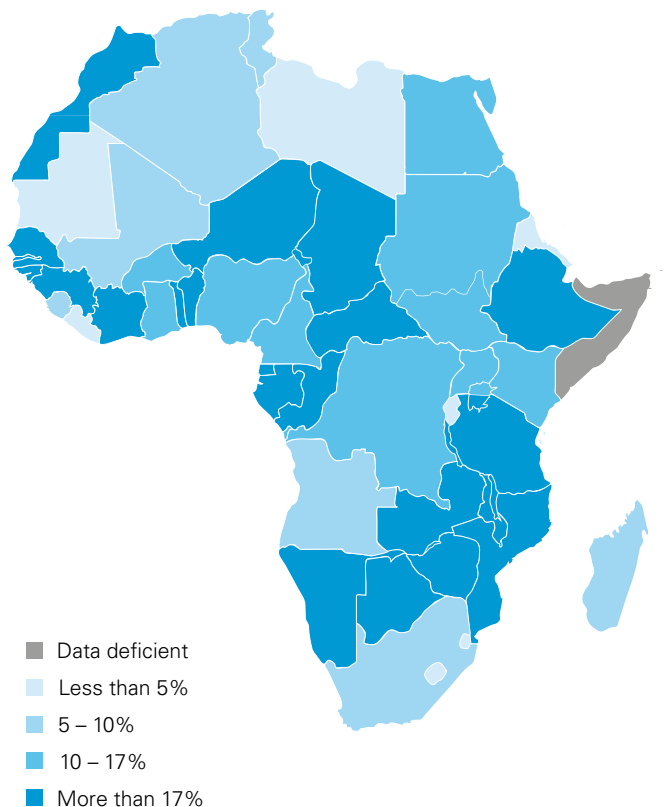 Data deficient
Less than 5%
5 – 10%
10 – 17%
More than 17%